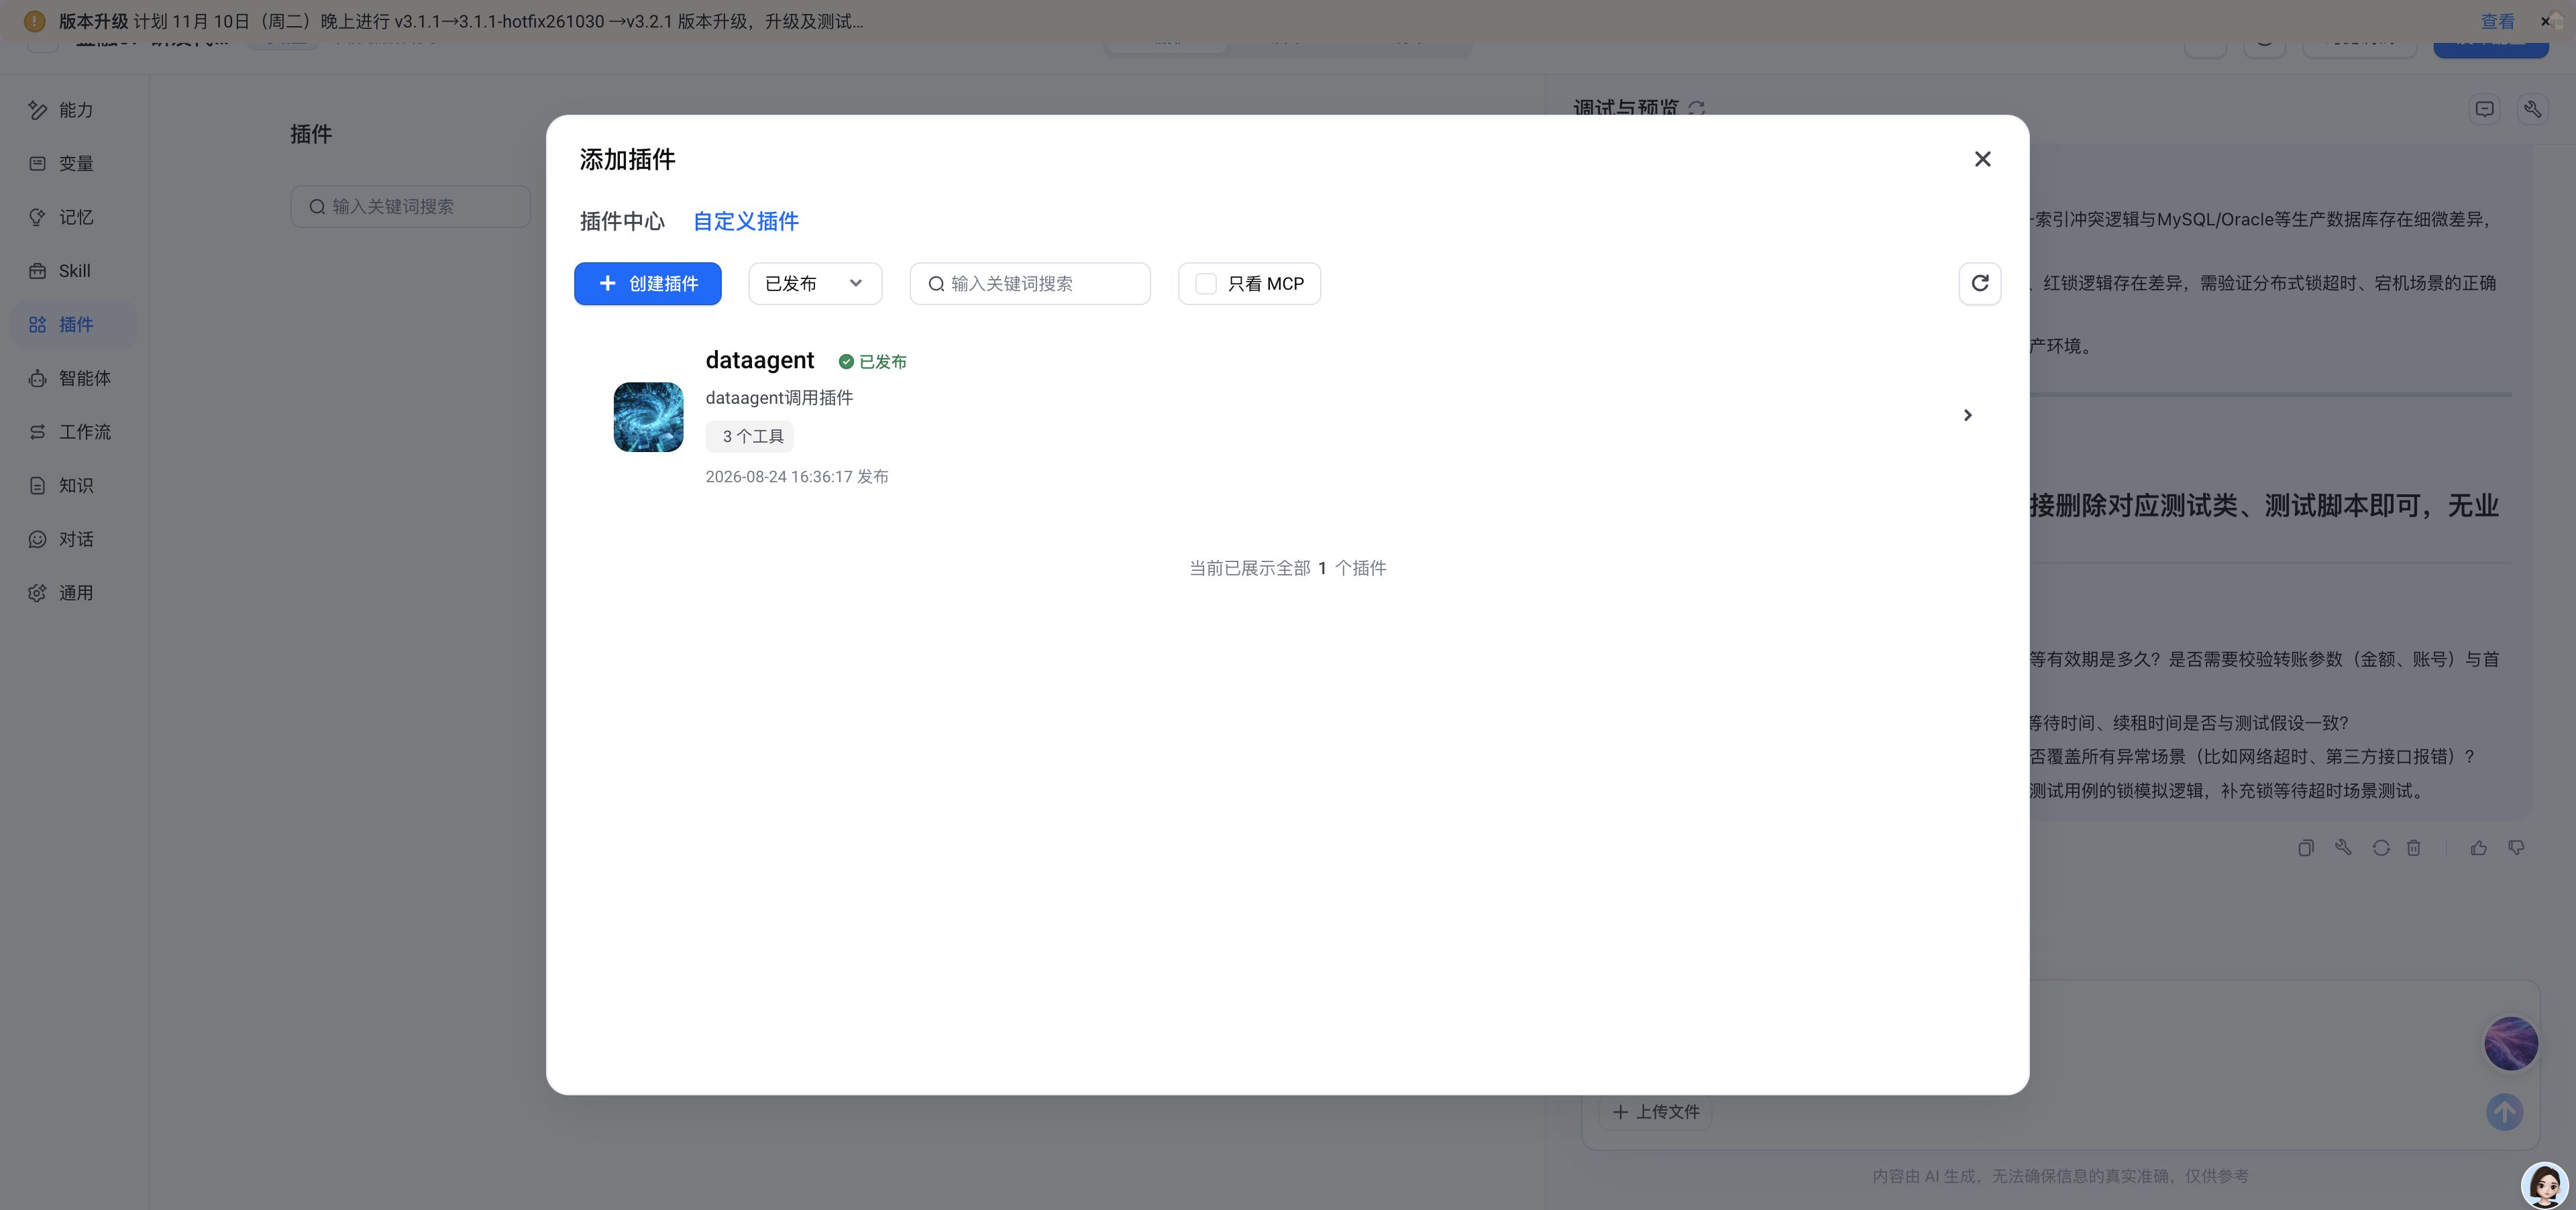 版本升级 计划 11月 10日（周二）晚上进行 v3.1.1→3.1.1-hotfix261030 →v3.2.1 版本升级，升级及测试...
查看
能力
变量
记忆
Skill
插件
智能体
工作流
知识
对话
通用
插件
输入关键词搜索
添加插件
插件中心
自定义插件
创建插件
已发布
输入关键词搜索
只看 MCP
dataagent
已发布
dataagent调用插件
3 个工具
2026-08-24 16:36:17 发布
当前已展示全部 1 个插件
调试与预览
索引冲突逻辑与MySQL/Oracle等生产数据库存在细微差异，
、红锁逻辑存在差异，需验证分布式锁超时、宕机场景的正确
产环境。
接删除对应测试类、测试脚本即可，无业
等有效期是多久？是否需要校验转账参数（金额、账号）与首
等待时间、续租时间是否与测试假设一致？
否覆盖所有异常场景（比如网络超时、第三方接口报错）？
测试用例的锁模拟逻辑，补充锁等待超时场景测试。
上传文件
内容由 AI 生成，无法确保信息的真实准确，仅供参考